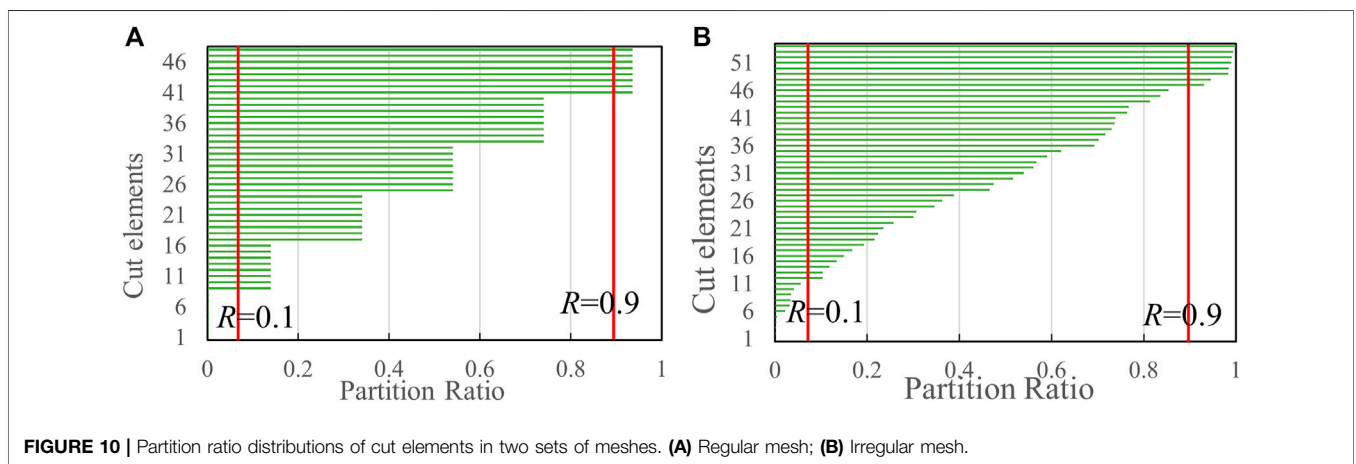 A
46
41
36
31
26
21
16
11
6
1
Cut elements
R=0.1
R=0.9
0 0.2 0.4 0.6 0.8 1
Partition Ratio
B
51
46
41
36
31
26
21
16
11
6
1
Cut elements
R=0.1
R=0.9
0 0.2 0.4 0.6 0.8 1
Partition Ratio
FIGURE 10 | Partition ratio distributions of cut elements in two sets of meshes. (A) Regular mesh; (B) Irregular mesh.